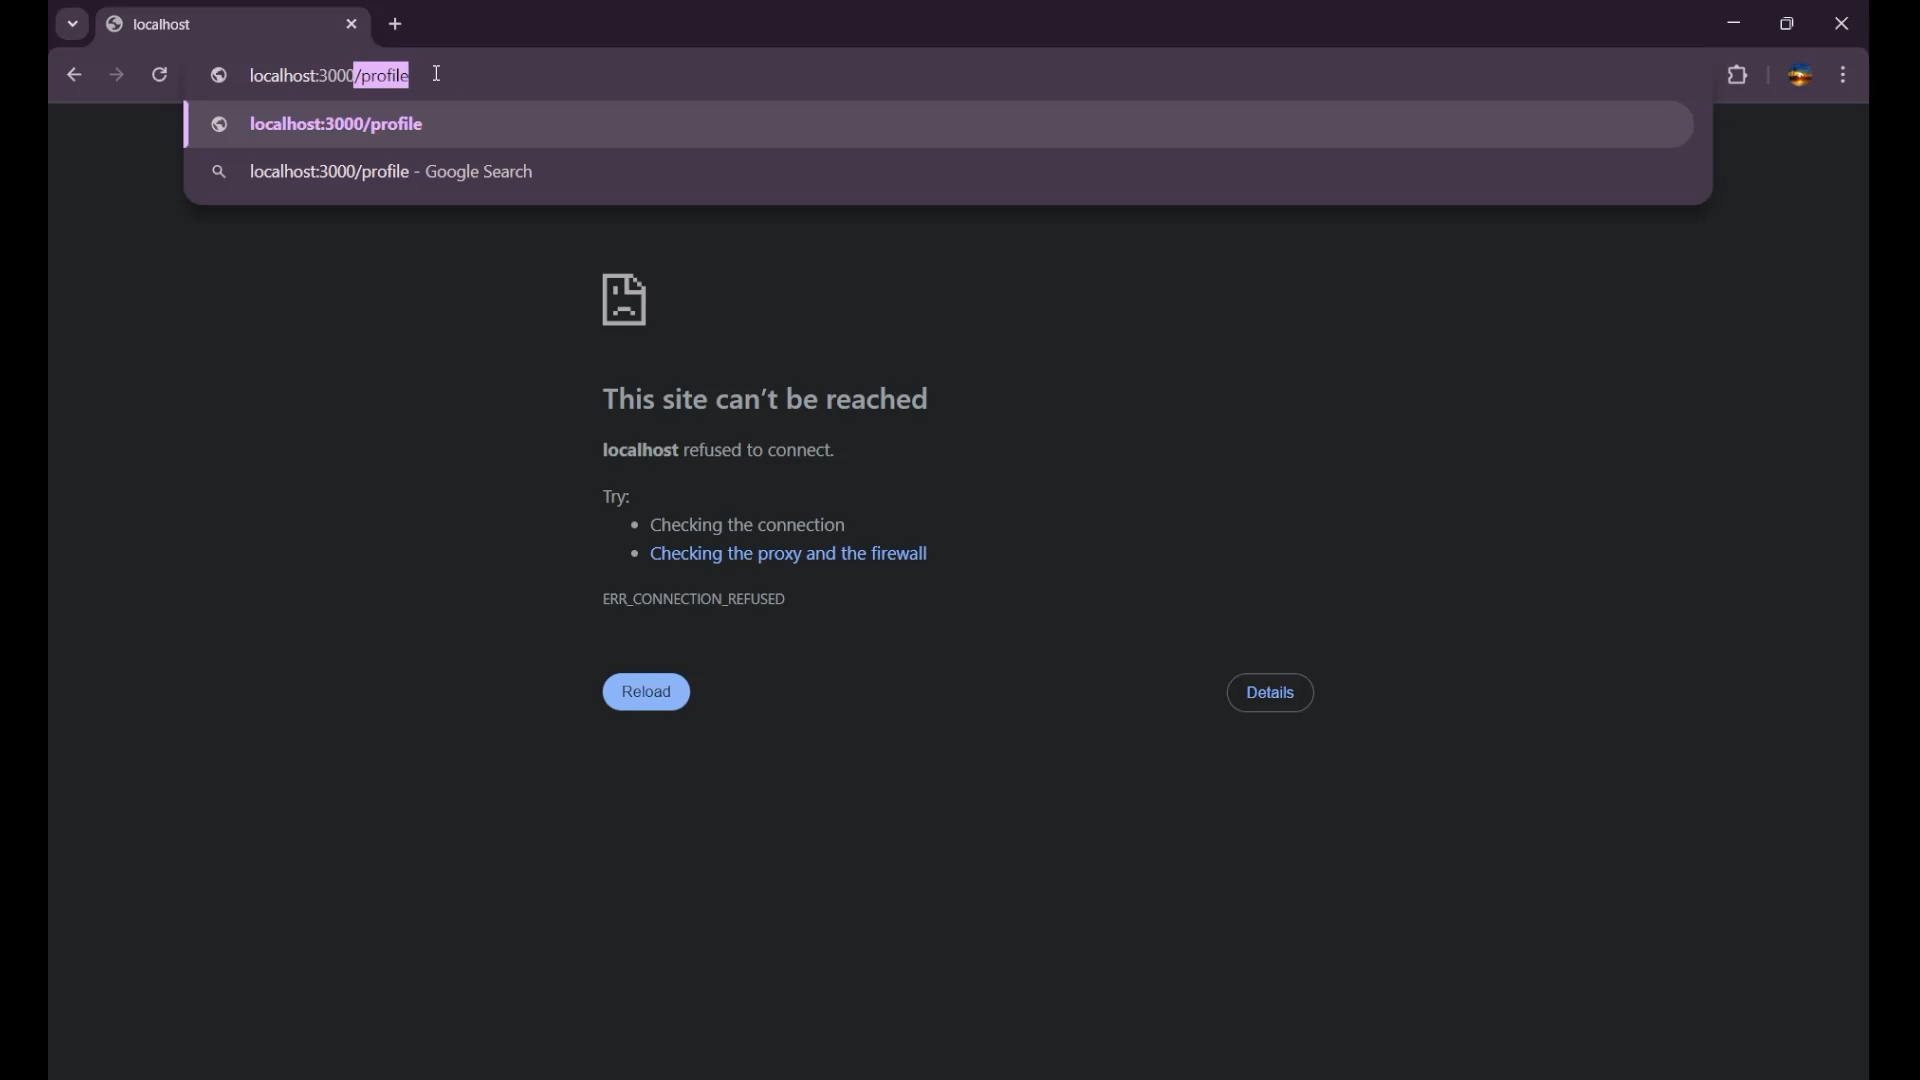 localhost
localhost:3000/profile
localhost:3000/profile
localhost:3000/profile - Google Search
This site can't be reached
localhost refused to connect.
Try:
Checking the connection
Checking the proxy and the firewall
ERR_CONNECTION_REFUSED
Reload
Details